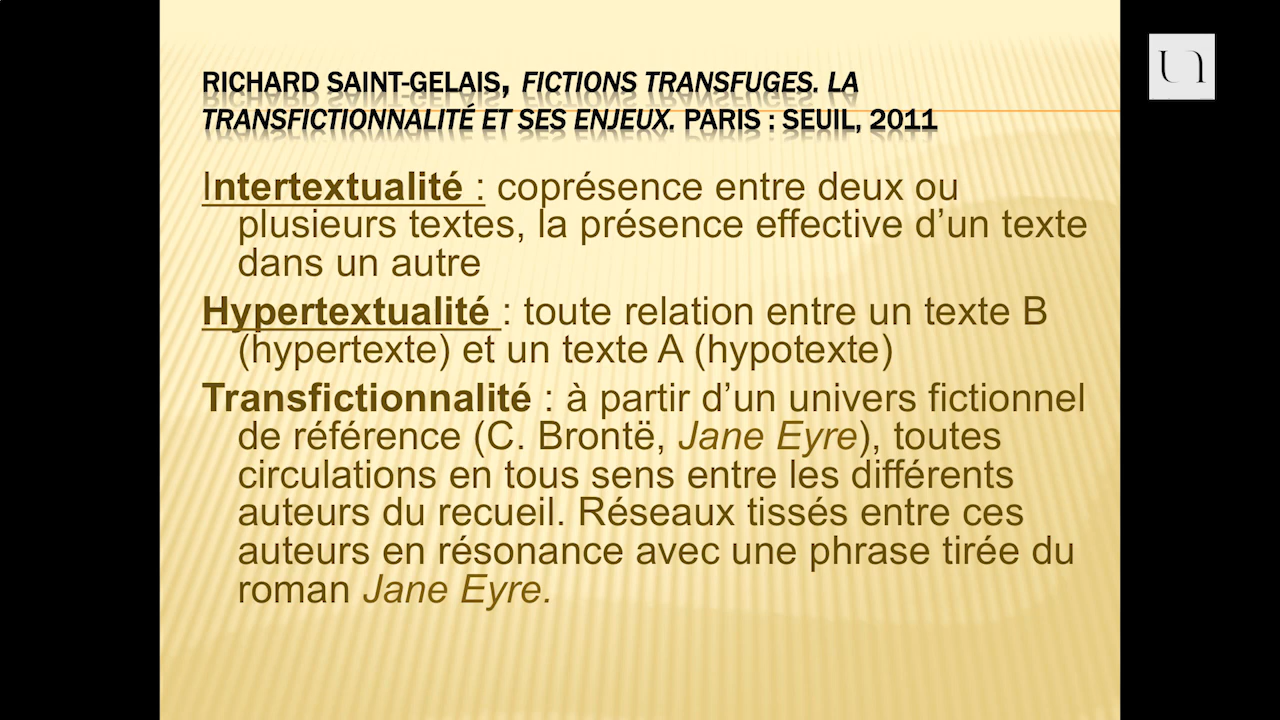 RICHARD SAINT-GELAIS, FICTIONS TRANSFUGES. LA
TRANSFICTIONNALITÉ ET SES ENJEUX. PARIS : SEUIL, 2011
Intertextualité : coprésence entre deux ou
plusieurs textes, la présence effective d’un texte
dans un autre
Hypertextualité : toute relation entre un texte B
(hypertexte) et un texte A (hypotexte)
Transfictionnalité : à partir d’un univers fictionnel
de référence (C. Brontë, Jane Eyre), toutes
circulations en tous sens entre les différents
auteurs du recueil. Réseaux tissés entre ces
auteurs en résonance avec une phrase tirée du
roman Jane Eyre.